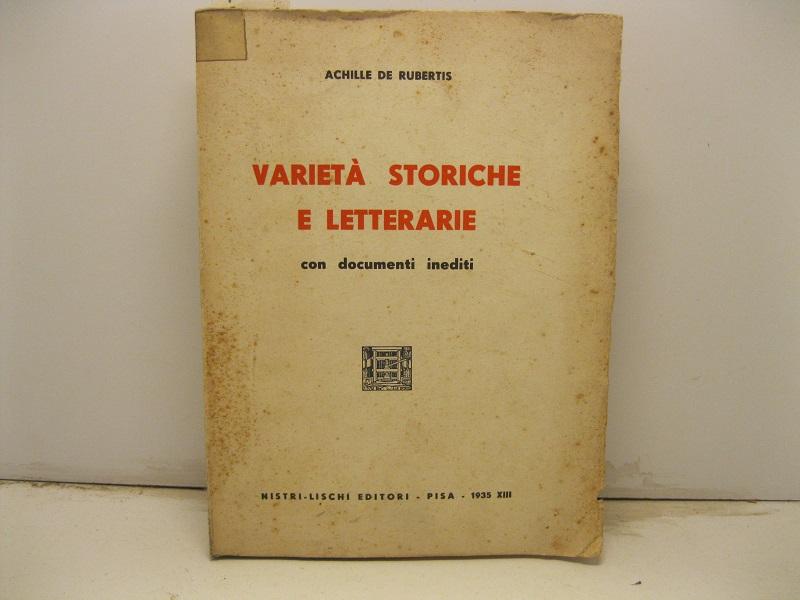 ACHILLE DE RUBERTIS
VARIETÀ STORICHE
E LETTERARIE
con documenti inediti
NISTRI-LISCHI EDITORI - PISA - 1935 XIII